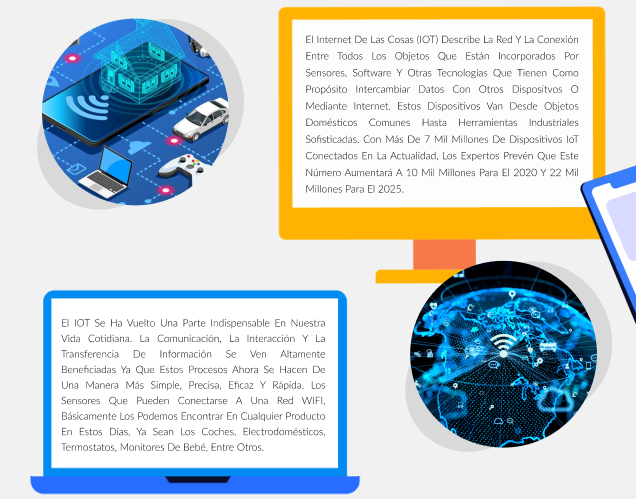 El Internet De Las Cosas (IOT) Describe La Red Y La Conexión
Entre Todos Los Objetos Que Están Incorporados Por
Sensores, Software Y Otras Tecnologías Que Tienen Como
Propósito Intercambiar Datos Con Otros Dispositvos O
Mediante Internet. Estos Dispositivos Van Desde Objetos
Domésticos Comunes Hasta Herramientas Industriales
Sofisticadas. Con Más De 7 Mil Millones De Dispositivos IoT
Conectados En La Actualidad, Los Expertos Prevén Que Este
Número Aumentará A 10 Mil Millones Para El 2020 Y 22 Mil
Millones Para El 2025.
El IOT Se Ha Vuelto Una Parte Indispensable En Nuestra
Vida Cotidiana. La Comunicación, La Interacción Y La
Transferencia De Información Se Ven Altamente
Beneficiadas Ya Que Estos Procesos Ahora Se Hacen De
Una Manera Más Simple, Precisa, Eficaz Y Rápida. Los
Sensores Que Pueden Conectarse A Una Red WIFI,
Básicamente Los Podemos Encontrar En Cualquier Producto
En Estos Días, Ya Sean Los Coches, Electrodomésticos,
Termostatos, Monitores De Bebé, Entre Otros.